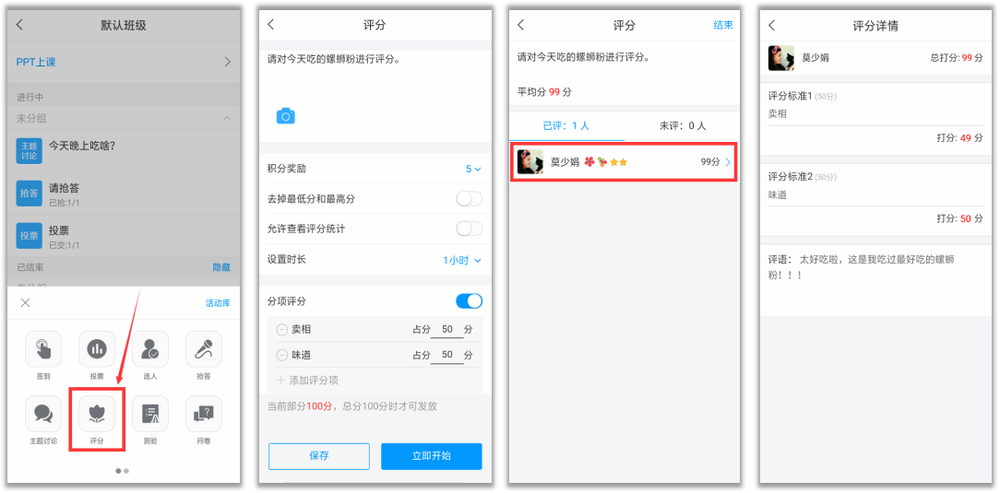 默认班级
PPT上课
进行中
未分组
主题
讨论
今天晚上吃啥?
抢答
请抢答
已抢:1/1
投票
投票
已交:1/1
已结束
隐藏
活动库
签到
投票
选人
抢答
主题讨论
评分
测验
问卷
评分
请对今天吃的螺蛳粉进行评分。
积分奖励
5
去掉最低分和最高分
允许查看评分统计
设置时长
1小时
分项评分
卖相 占分 50 分
味道 占分 50 分
添加评分项
当前部分100分，总分100分时才可发放
保存
立即开始
评分
结束
请对今天吃的螺蛳粉进行评分。
平均分 99 分
已评：1 人
未评：0 人
莫少娟
99分
评分详情
莫少娟
总打分: 99 分
评分标准1 (50分)
卖相
打分: 49 分
评分标准2 (50分)
味道
打分: 50 分
评语： 太好吃啦，这是我吃过最好吃的螺蛳
粉！！！